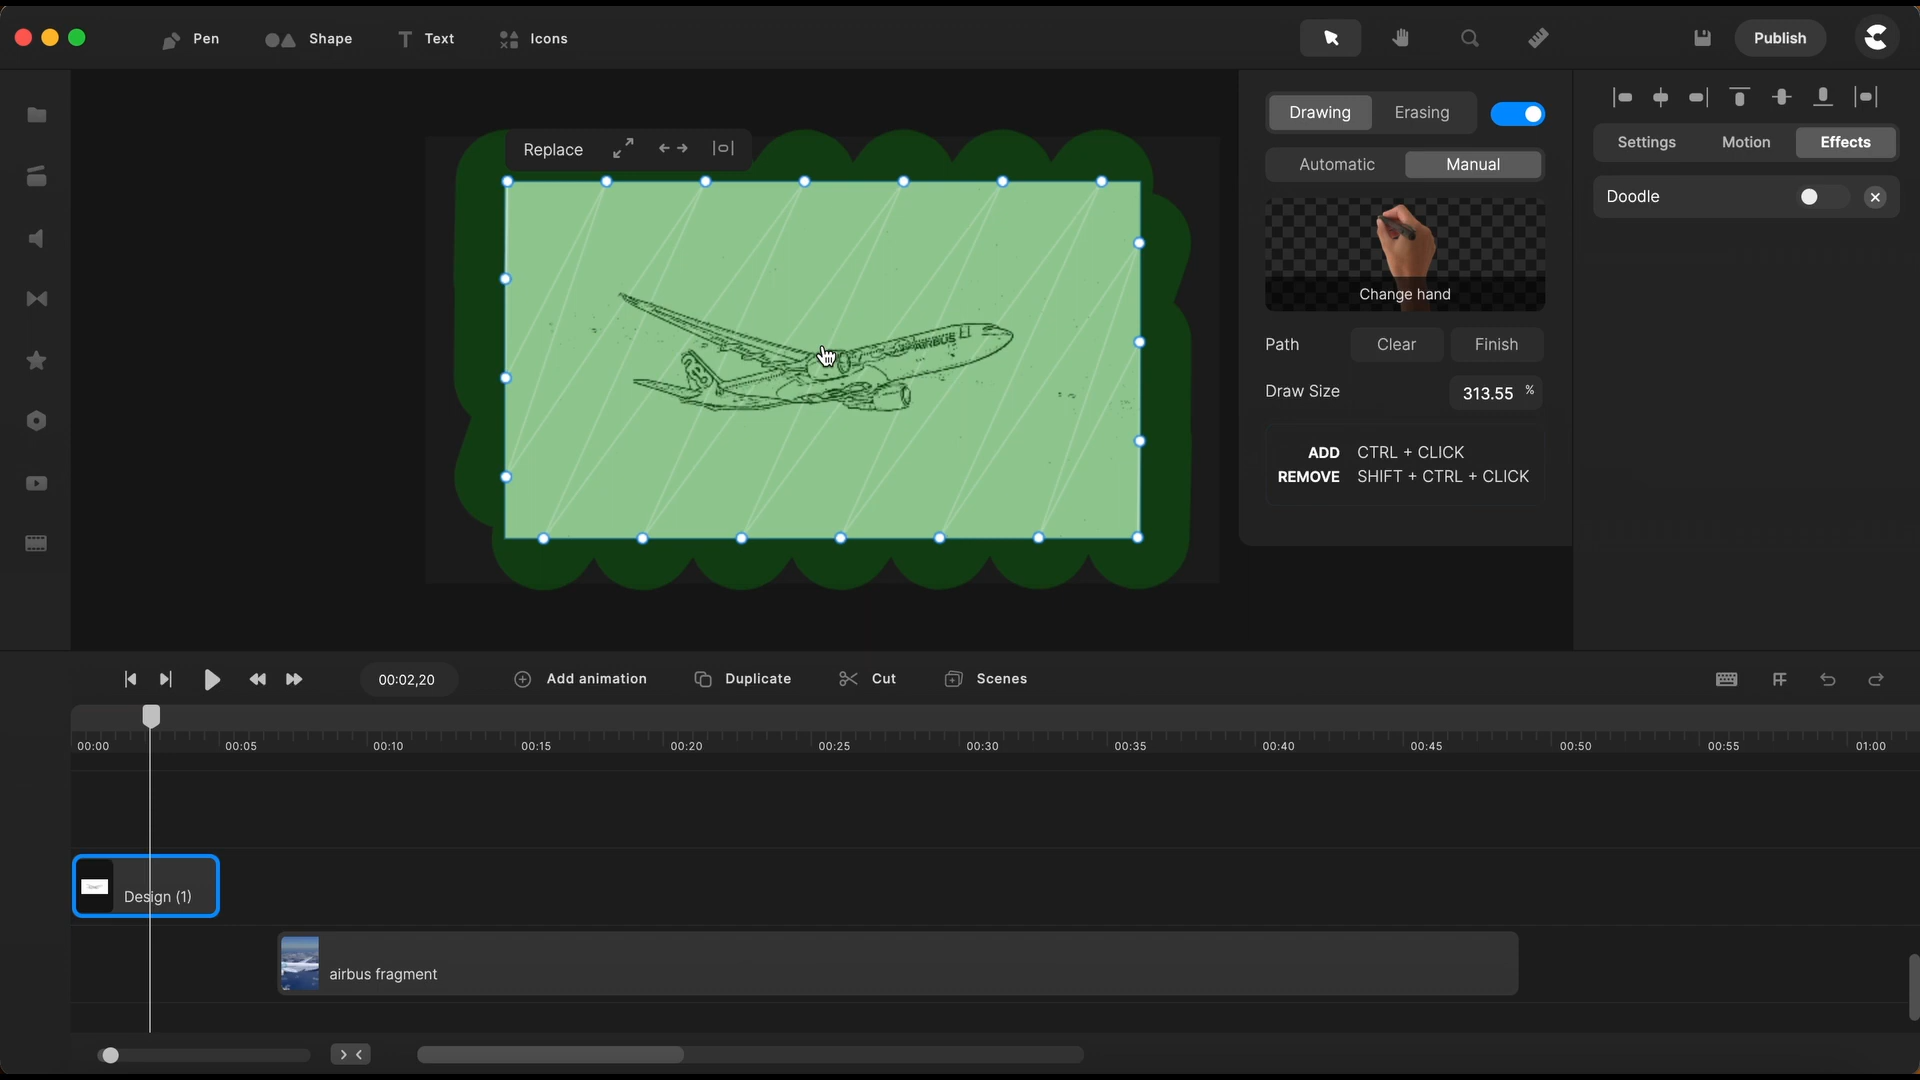 Pen
Shape
Text
Icons
Publish
Replace
Drawing
Erasing
Automatic
Manual
Change hand
Path
Clear
Finish
Draw Size
313.55 %
ADD CTRL + CLICK
REMOVE SHIFT + CTRL + CLICK
Settings
Motion
Effects
Doodle
AIRBUS
00:02,20
Add animation
Duplicate
Cut
Scenes
00:00 00:05 00:10 00:15 00:20 00:25 00:30 00:35 00:40 00:45 00:50 00:55 01:00
Design (1)
airbus fragment